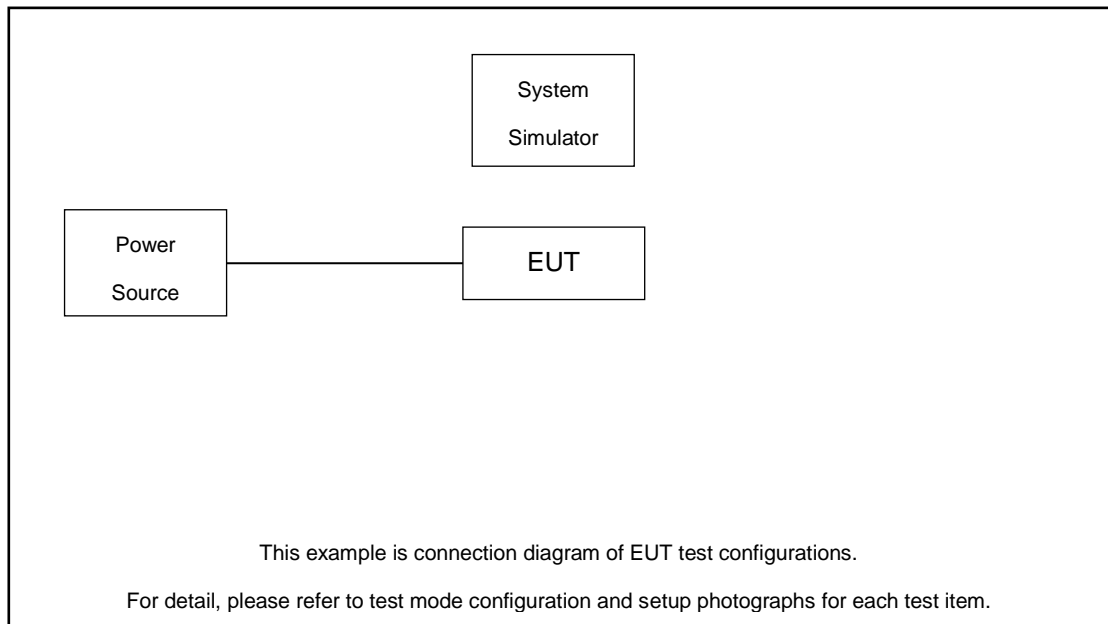 System
Simulator
Power
Source
EUT
This example is connection diagram of EUT test configurations.
For detail, please refer to test mode configuration and setup photographs for each test item.